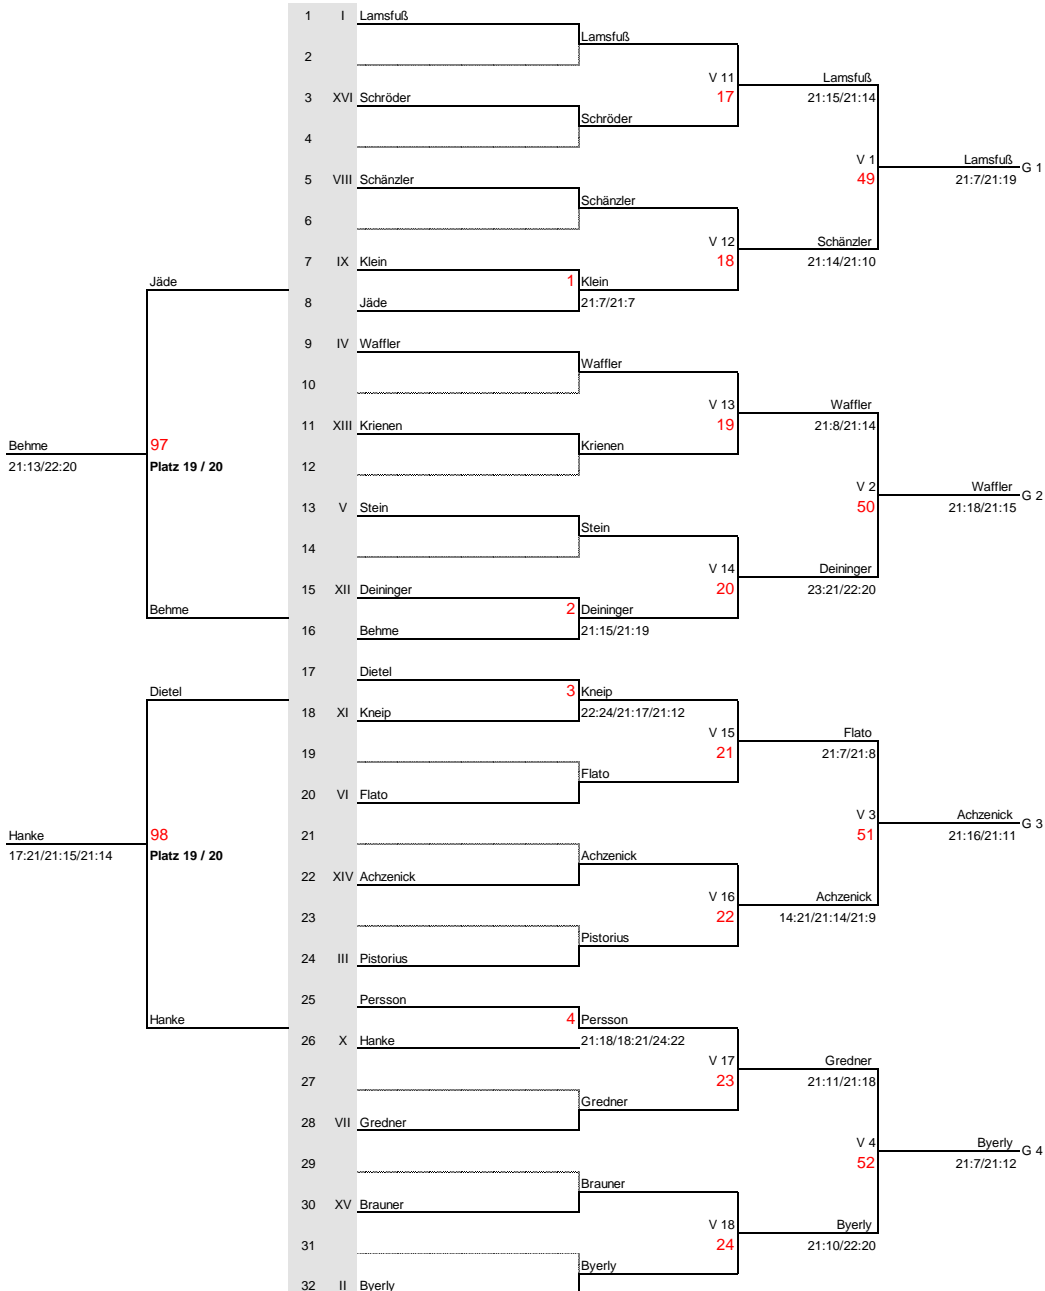 1 I Lamsfuß
Lamsfuß
2
V 11 Lamsfuß
3 XVI Schröder 17 21:15/21:14
Schröder
4
V 1 Lamsfuß G 1
5 VIII Schänzler 49 21:7/21:19
Schänzler
6
V 12 Schänzler
7 IX Klein 18 21:14/21:10
Jäde 1 Klein
8 Jäde 21:7/21:7
9 IV Waffler
Waffler
10
V 13 Waffler
11 XIII Krienen 19 21:8/21:14
Behme 97 Krienen
21:13/22:20 Platz 19 / 20 12
V 2 Waffler G 2
13 V Stein 50 21:18/21:15
Stein
14
V 14 Deininger
15 XII Deininger 20 23:21/22:20
Behme 2 Deininger
16 Behme 21:15/21:19
17 Dietel
Dietel 3 Kneip
18 XI Kneip 22:24/21:17/21:12
V 15 Flato
19 21 21:7/21:8
Flato
20 VI Flato
V 3 Achzenick G 3
Hanke 98 21 51 21:16/21:11
17:21/21:15/21:14 Platz 19 / 20 Achzenick
22 XIV Achzenick
V 16 Achzenick
23 22 14:21/21:14/21:9
Pistorius
24 III Pistorius
25 Persson
Hanke 4 Persson
26 X Hanke 21:18/18:21/24:22
V 17 Gredner
27 23 21:11/21:18
Gredner
28 VII Gredner
V 4 Byerly G 4
29 52 21:7/21:12
Brauner
30 XV Brauner
V 18 Byerly
31 24 21:10/22:20
Byerly
32 II Byerly